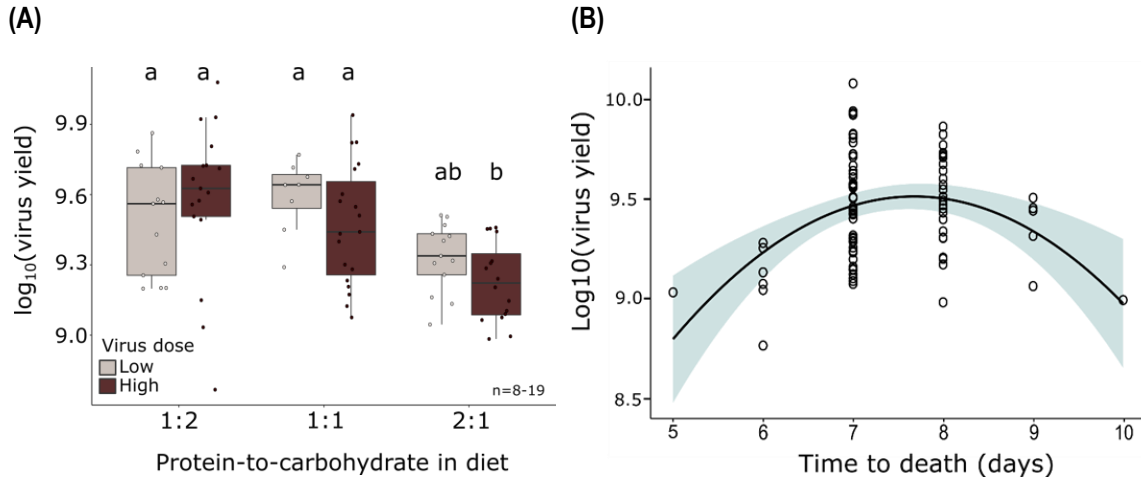 (A)
(B)
a a a a ab b
log₁₀(virus yield)
9.9
9.6
9.3
9.0
Virus dose
Low
High
n=8-19
1:2 1:1 2:1
Protein-to-carbohydrate in diet
Log10(virus yield)
10.0
9.5
9.0
8.5
5 6 7 8 9 10
Time to death (days)